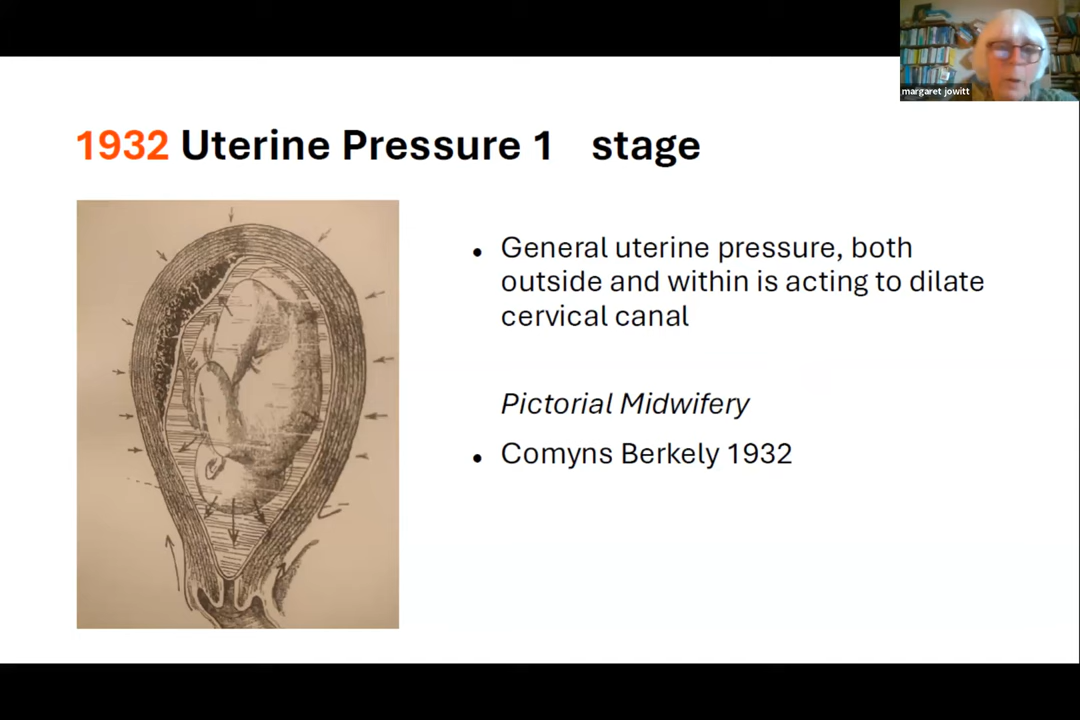 margaret jowitt
1932 Uterine Pressure 1 stage
• General uterine pressure, both
outside and within is acting to dilate
cervical canal
Pictorial Midwifery
• Comyns Berkely 1932